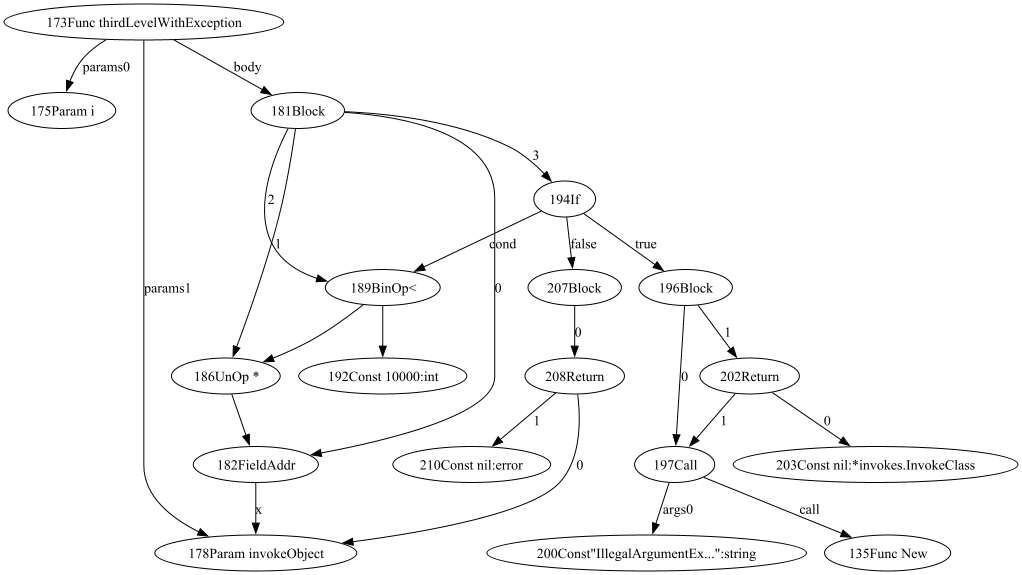 173Func thirdLevelWithException
params0
body
175Param i
181Block
3
194If
2
1
cond
false
true
params1
189BinOp<
0
207Block
196Block
0
1
186UnOp *
192Const 10000:int
208Return
0
202Return
1
1
0
182FieldAddr
210Const nil:error
0
197Call
203Const nil:*invokes.InvokeClass
x
args0
call
178Param invokeObject
200Const"IllegalArgumentEx...":string
135Func New